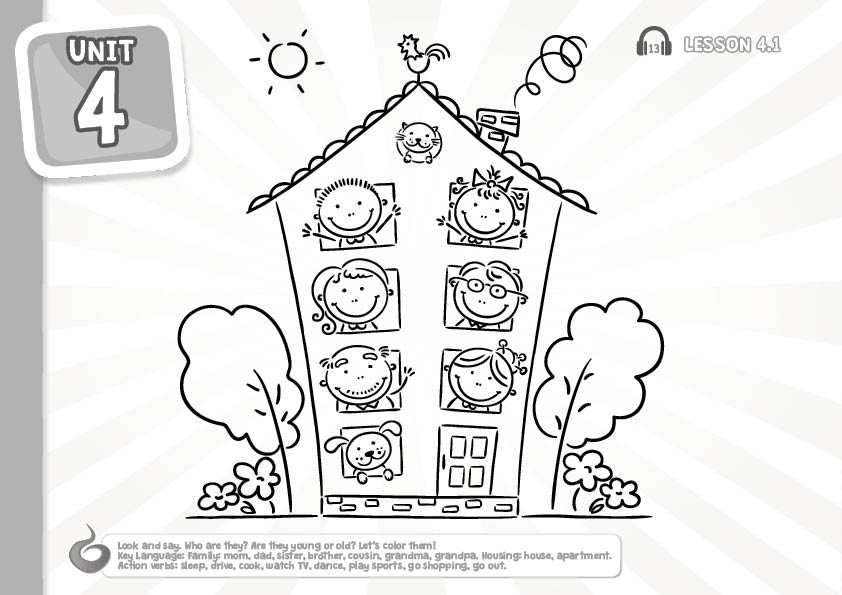 UNIT
4
13
LESSON 4.1
Look and say. Who are they? Are they young or old? Let's color them!
Key Language: Family: mom, dad, sister, brother, cousin, grandma, grandpa. Housing: house, apartment.
Action verbs: sleep, drive, cook, watch TV, dance, play sports, go shopping, go out.